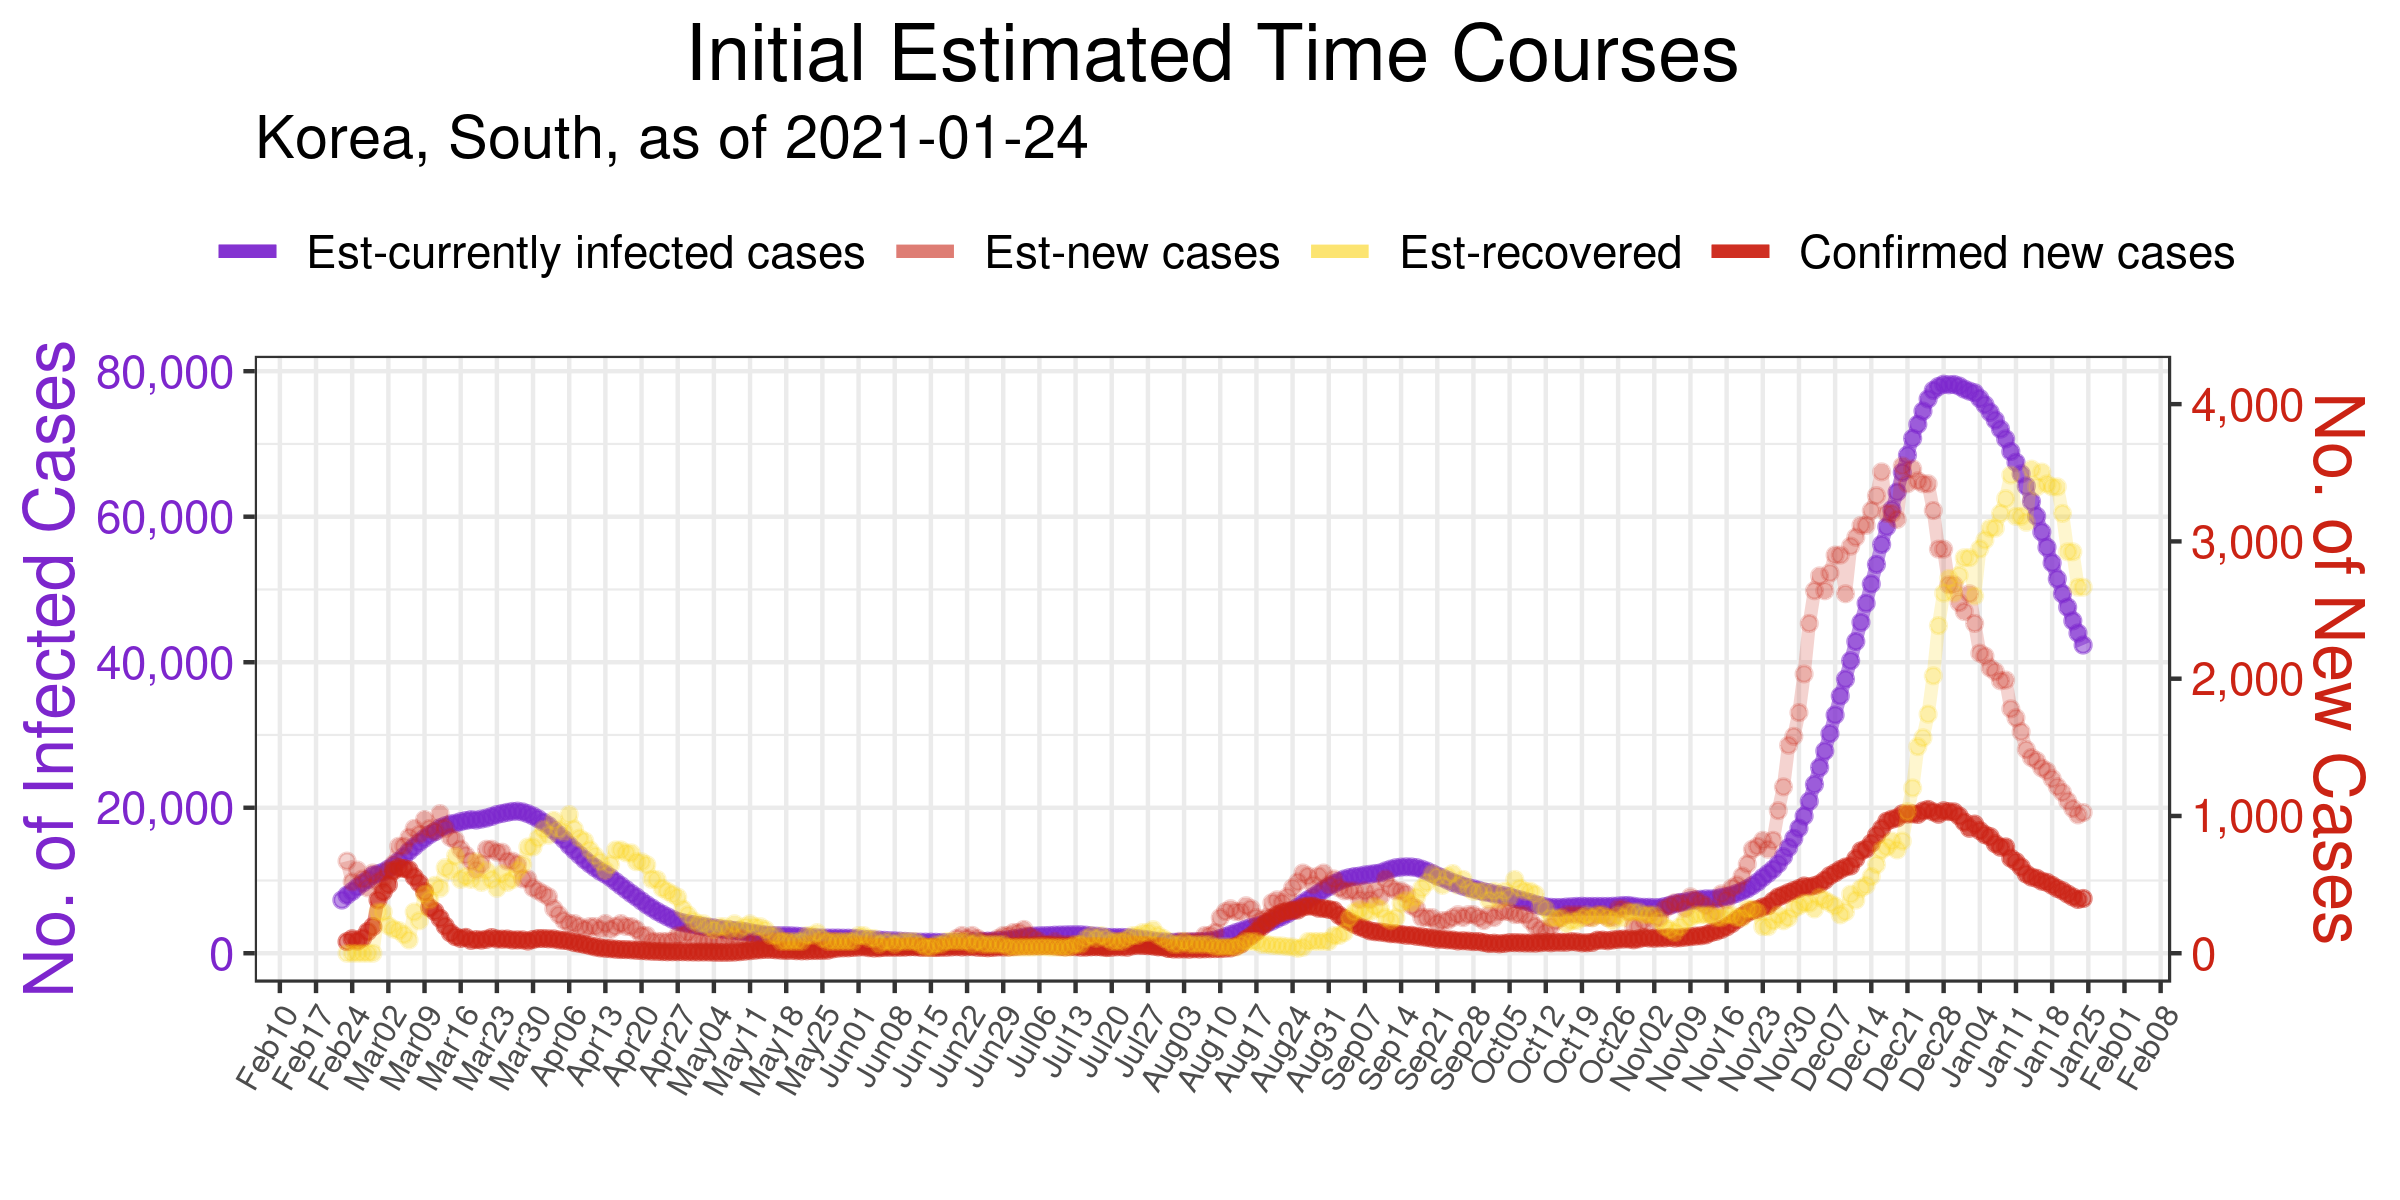 Initial Estimated Time Courses
Korea, South, as of 2021-01-24
Est-currently infected cases
Est-new cases
Est-recovered
Confirmed new cases
No. of Infected Cases
80,000
60,000
40,000
20,000
0
4,000
3,000
2,000
1,000
0
No. of New Cases
Feb10
Feb17
Feb24
Mar02
Mar09
Mar16
Mar23
Mar30
Apr06
Apr13
Apr20
Apr27
May04
May11
May18
May25
Jun01
Jun08
Jun15
Jun22
Jun29
Jul06
Jul13
Jul20
Jul27
Aug03
Aug10
Aug17
Aug24
Aug31
Sep07
Sep14
Sep21
Sep28
Oct05
Oct12
Oct19
Oct26
Nov02
Nov09
Nov16
Nov23
Nov30
Dec07
Dec14
Dec21
Dec28
Jan04
Jan11
Jan18
Jan25
Feb01
Feb08